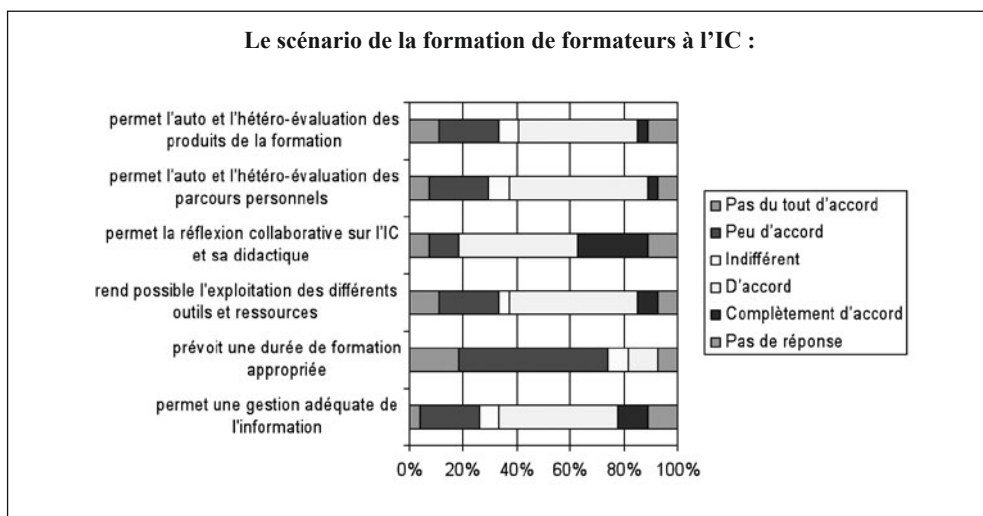 Le scénario de la formation de formateurs à l'IC :
permet l'auto et l'hétéro-évaluation des
produits de la formation
permet l'auto et l'hétéro-évaluation des
parcours personnels
permet la réflexion collaborative sur l'IC
et sa didactique
rend possible l'exploitation des différents
outils et ressources
prévoit une durée de formation
appropriée
permet une gestion adéquate de
l'information
0% 20% 40% 60% 80% 100%
Pas du tout d'accord
Peu d'accord
Indifférent
D'accord
Complètement d'accord
Pas de réponse